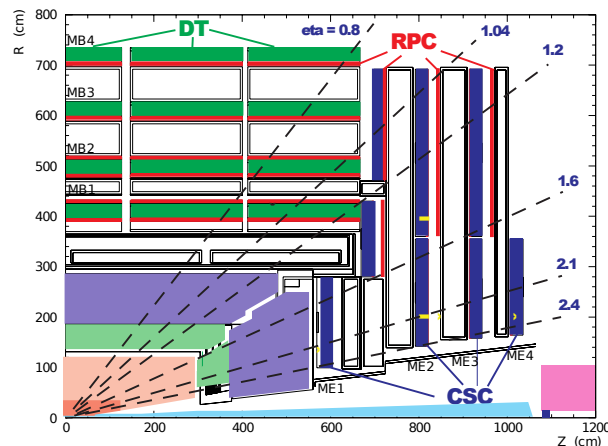 R (cm)
800
700
600
500
400
300
200
100
0
0 200 400 600 800 1000 1200
Z (cm)
MB4
MB3
MB2
MB1
DT
eta = 0.8
1.04
RPC
1.2
1.6
2.1
2.4
ME1
ME2
ME3
ME4
CSC